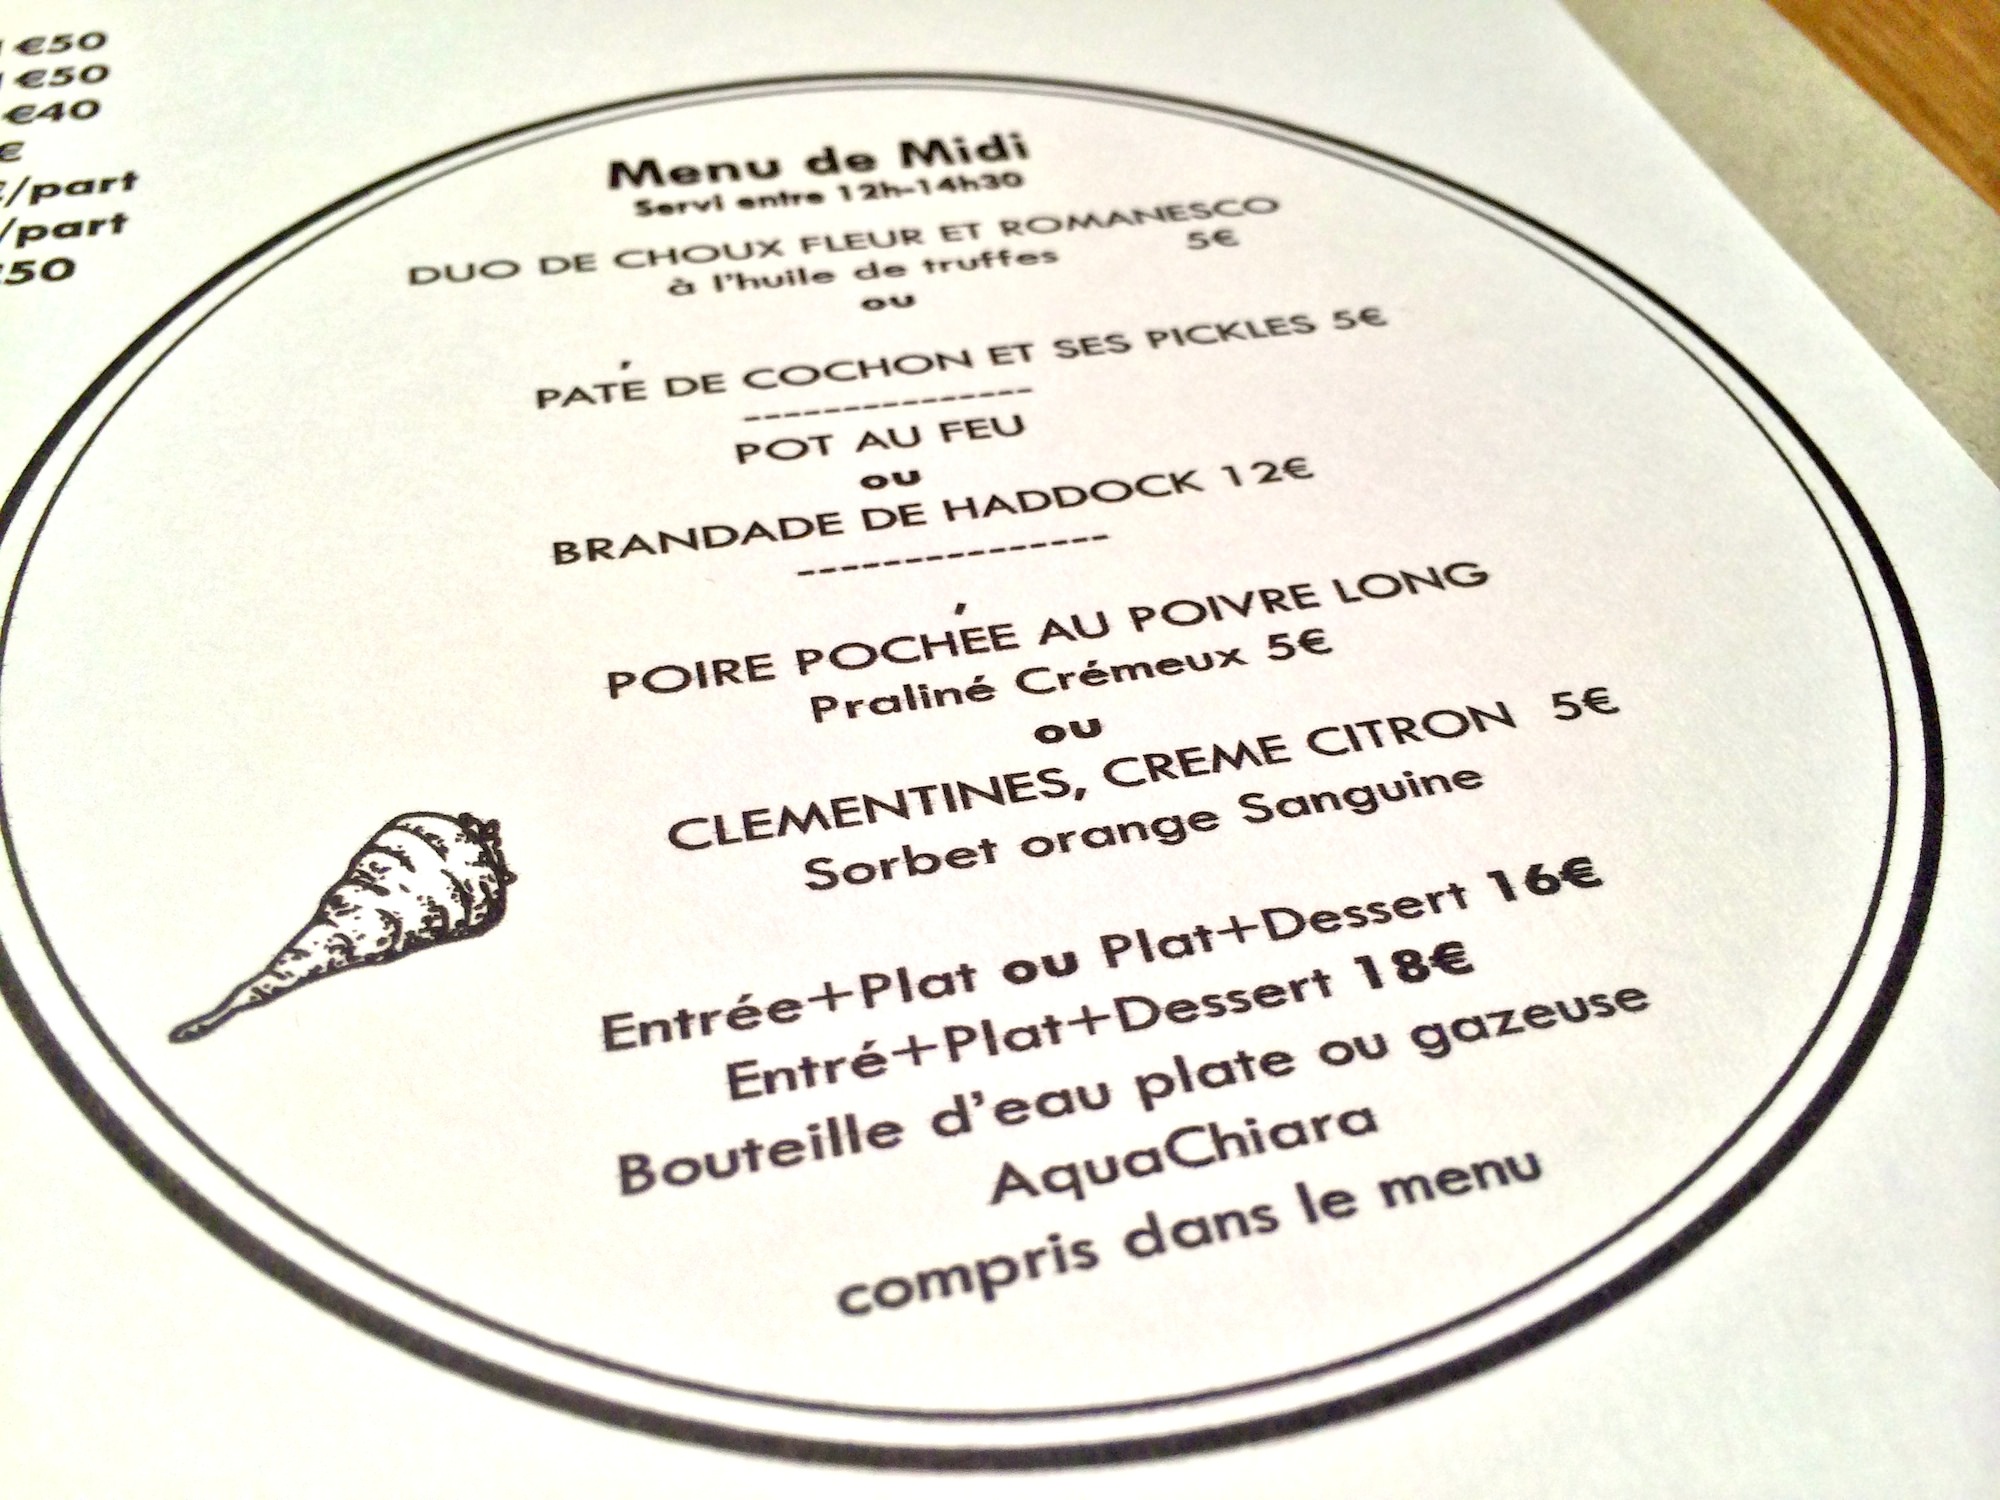 €50
€50
€40
€
/part
/part
50
Menu de Midi
Servi entre 12h-14h30
DUO DE CHOUX FLEUR ET ROMANESCO
à l'huile de truffes 5€
ou
PATÉ DE COCHON ET SES PICKLES 5€
---------------
POT AU FEU
ou
BRANDADE DE HADDOCK 12€
---------------
POIRE POCHÉE AU POIVRE LONG
Praliné Crémeux 5€
ou
CLEMENTINES, CREME CITRON 5€
Sorbet orange Sanguine
Entrée+Plat ou Plat+Dessert 16€
Entré+Plat+Dessert 18€
Bouteille d'eau plate ou gazeuse
AquaChiara
compris dans le menu